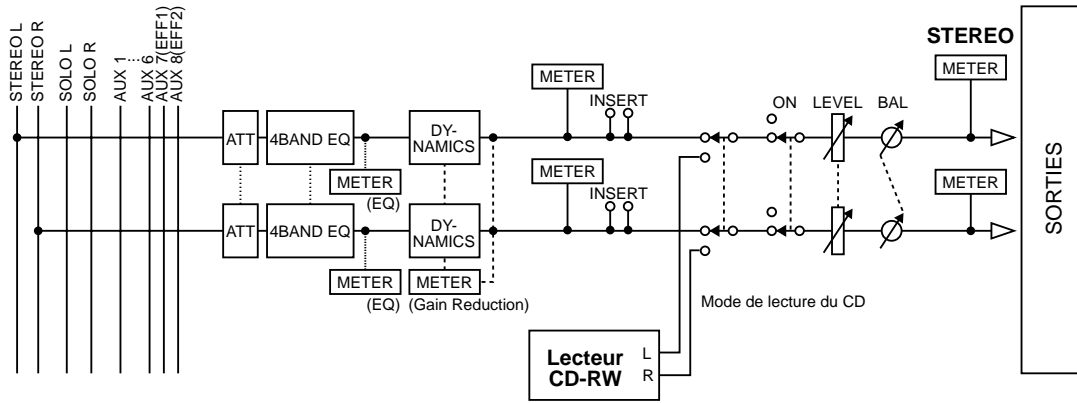 STEREO L
STEREO R
SOLO L
SOLO R
AUX 1
...
AUX 6
AUX 7(EFF1)
AUX 8(EFF2)
STEREO
METER
METER
INSERT
ON
LEVEL
BAL
ATT
4BAND EQ
DY-
NAMICS
METER
(EQ)
METER
INSERT
METER
ATT
4BAND EQ
DY-
NAMICS
METER
(EQ)
METER
(Gain Reduction)
Mode de lecture du CD
Lecteur
CD-RW
L
R
SORTIES